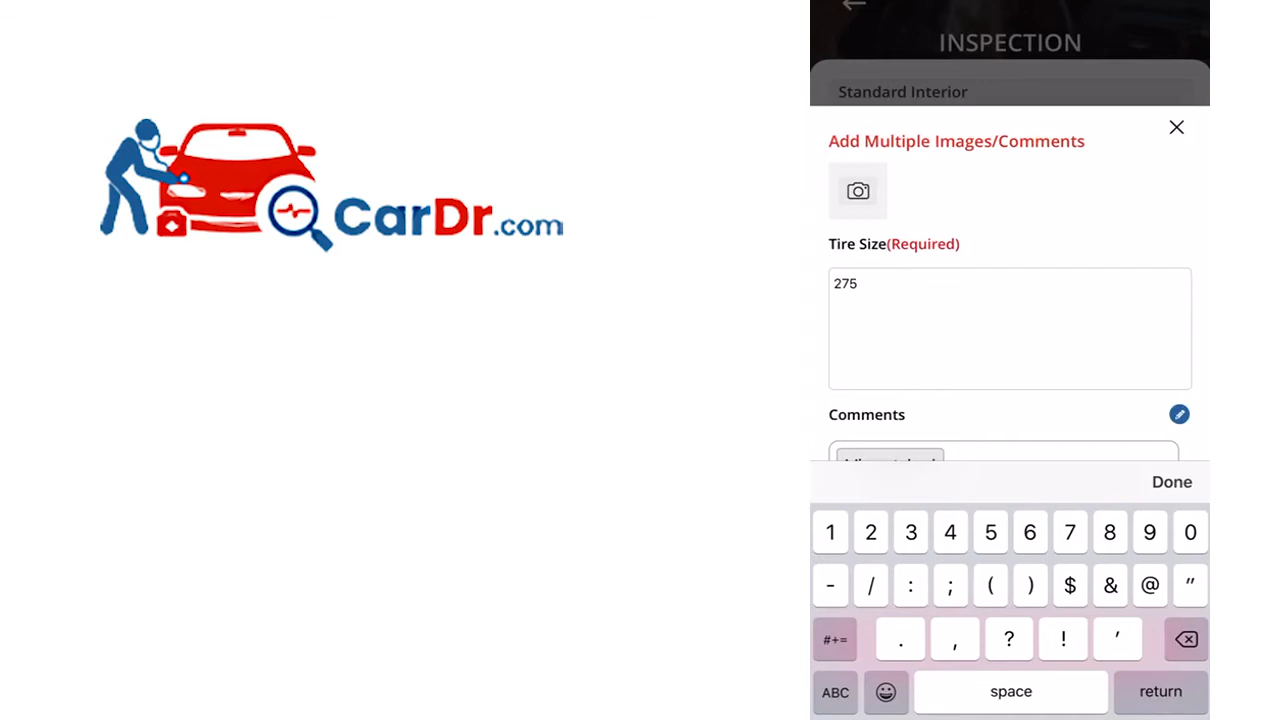 CarDr.com
INSPECTION
Standard Interior
Add Multiple Images/Comments
Tire Size(Required)
275
Comments
Done
1 2 3 4 5 6 7 8 9 0
- / : ; ( ) $ & @ "
#+= . , ? ! '
ABC space return